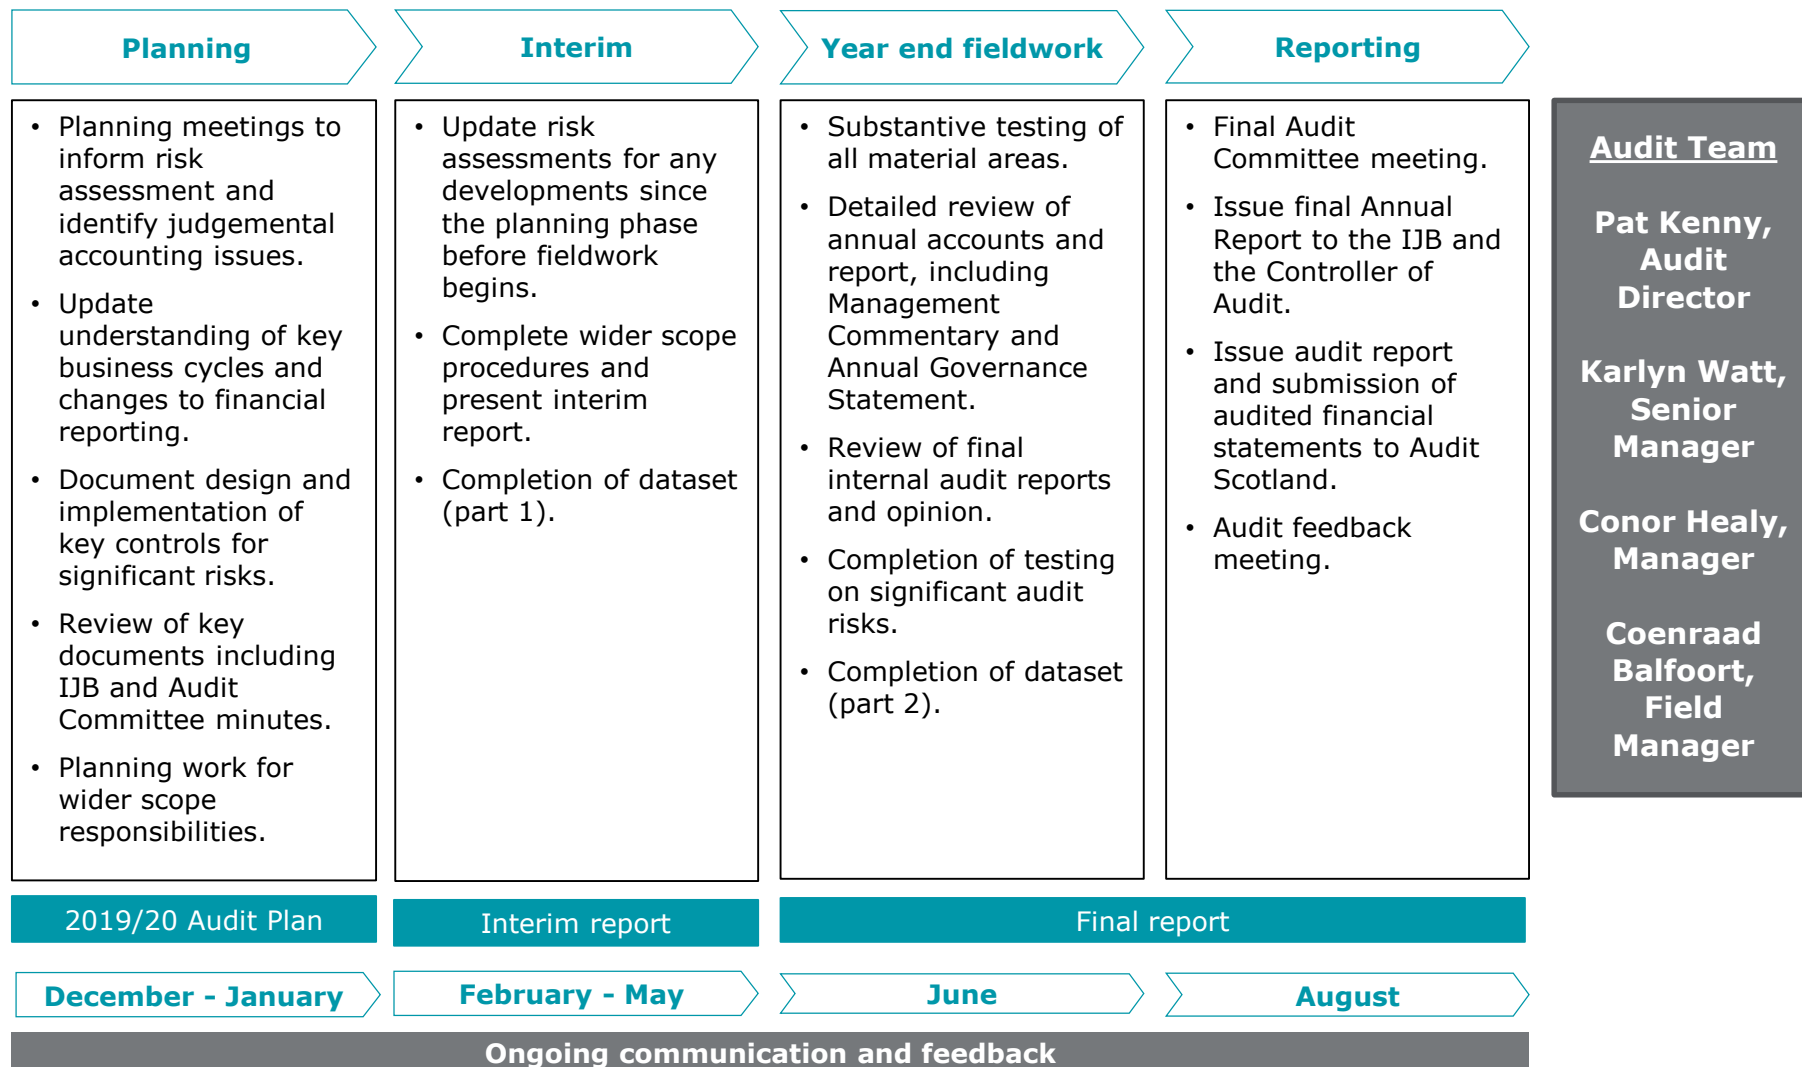 Planning
Interim
Year end fieldwork
Reporting
• Planning meetings to
inform risk
assessment and
identify judgemental
accounting issues.
• Update
understanding of key
business cycles and
changes to financial
reporting.
• Document design and
implementation of
key controls for
significant risks.
• Review of key
documents including
IJB and Audit
Committee minutes.
• Planning work for
wider scope
responsibilities.
• Update risk
assessments for any
developments since
the planning phase
before fieldwork
begins.
• Complete wider scope
procedures and
present interim
report.
• Completion of dataset
(part 1).
• Substantive testing of
all material areas.
• Detailed review of
annual accounts and
report, including
Management
Commentary and
Annual Governance
Statement.
• Review of final
internal audit reports
and opinion.
• Completion of testing
on significant audit
risks.
• Completion of dataset
(part 2).
• Final Audit
Committee meeting.
• Issue final Annual
Report to the IJB and
the Controller of
Audit.
• Issue audit report
and submission of
audited financial
statements to Audit
Scotland.
• Audit feedback
meeting.
Audit Team
Pat Kenny,
Audit
Director
Karlyn Watt,
Senior
Manager
Conor Healy,
Manager
Coenraad
Balfoort,
Field
Manager
2019/20 Audit Plan
Interim report
Final report
December - January
February - May
June
August
Ongoing communication and feedback